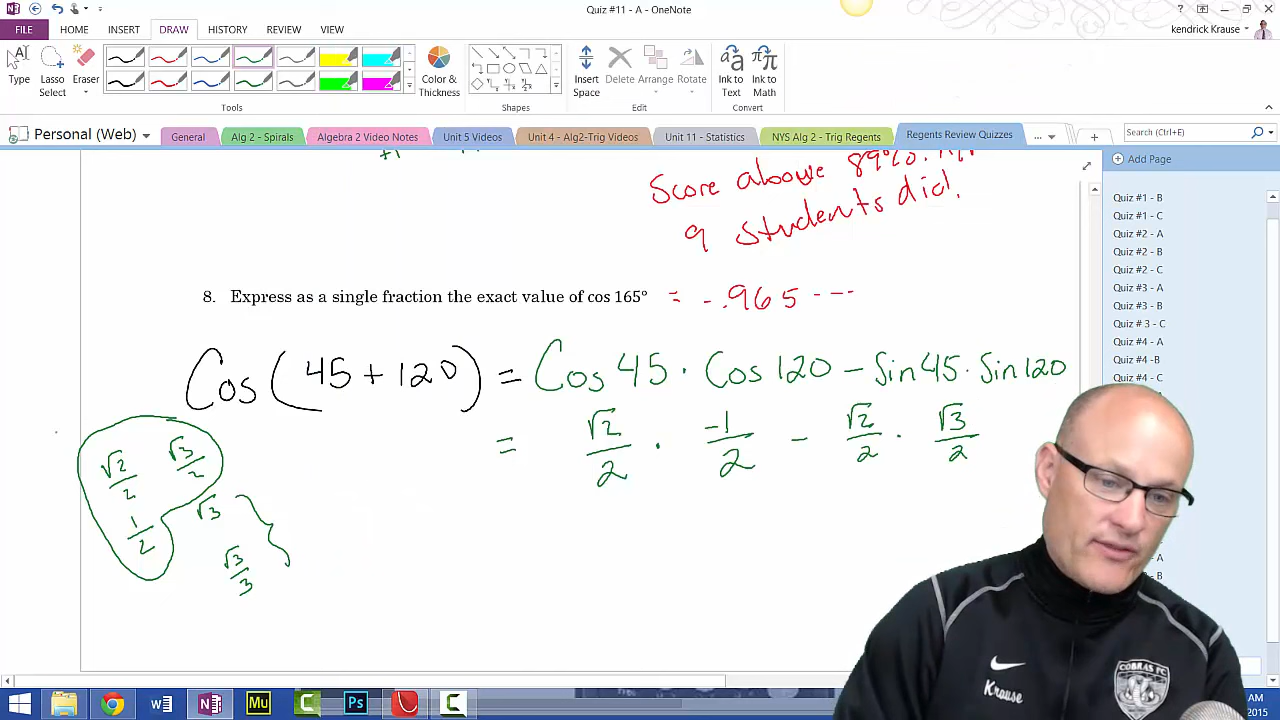 Quiz #11 - A - OneNote
FILE HOME INSERT DRAW HISTORY REVIEW VIEW
kendrick Krause
Type
Lasso Select
Eraser
Color & Thickness
Insert Space
Delete
Arrange
Rotate
Ink to Text
Ink to Math
Tools
Shapes
Edit
Convert
Personal (Web)
General
Alg 2 - Spirals
Algebra 2 Video Notes
Unit 5 Videos
Unit 4 - Alg2-Trig Videos
Unit 11 - Statistics
NYS Alg 2 - Trig Regents
Regents Review Quizzes
Search (Ctrl+E)
Add Page
Quiz #1 - B
Quiz #1 - C
Quiz #2 - A
Quiz #2 - B
Quiz #2 - C
Quiz #3 - A
Quiz #3 - B
Quiz # 3 - C
Quiz #4 - A
Quiz #4 -B
Quiz #4 - C
Score above 89%.
9 students did.
8. Express as a single fraction the exact value of cos 165° = -.965 ---
Cos (45 + 120) = Cos 45 · Cos 120 - Sin 45 · Sin 120
= √2/2 · -1/2 - √2/2 · √3/2
√2/2 √3/2
1/2 √3
√3/3
Krause
COBRAS FC
AM
2015